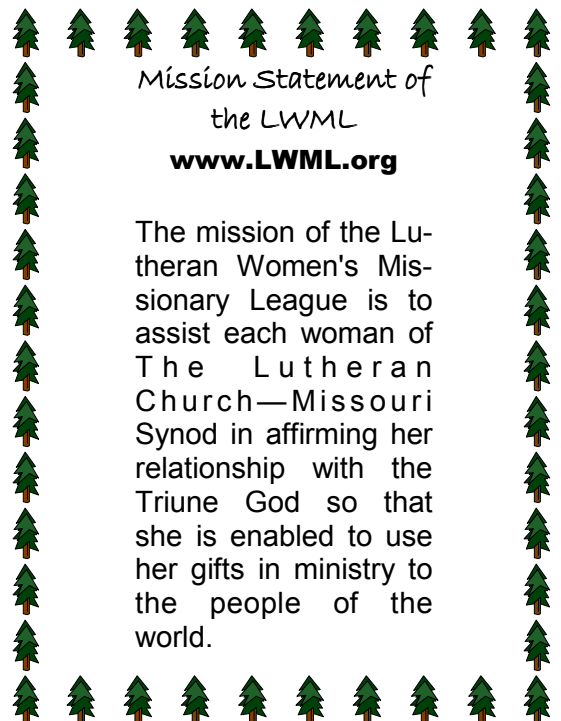 Mission Statement of
the LWML
www.LWML.org
The mission of the Lu-
theran Women's Mis-
sionary League is to
assist each woman of
The Lutheran
Church—Missouri
Synod in affirming her
relationship with the
Triune God so that
she is enabled to use
her gifts in ministry to
the people of the
world.